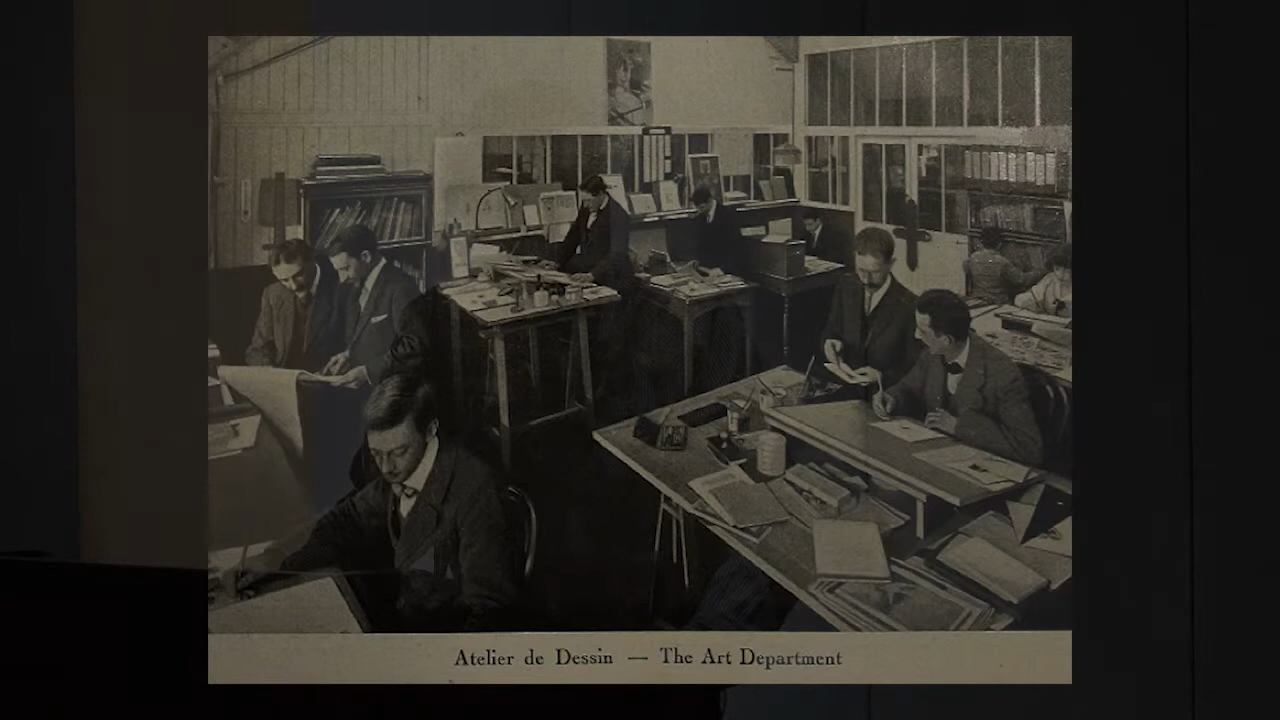 Atelier de Dessin — The Art Department